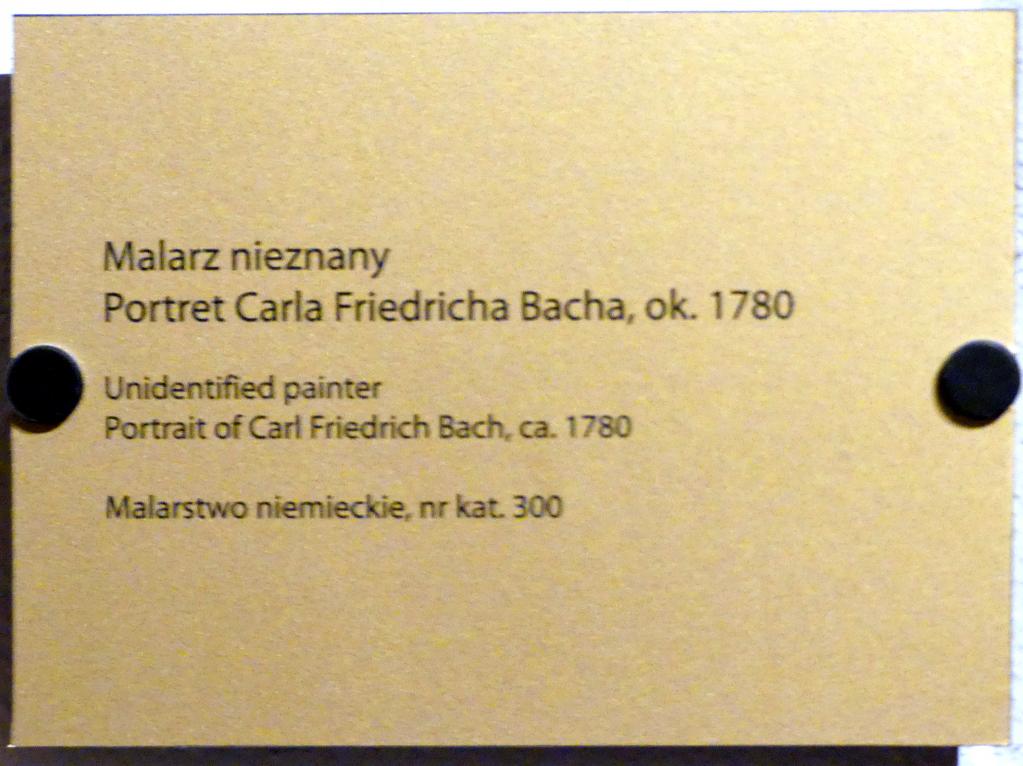 Malarz nieznany
Portret Carla Friedricha Bacha, ok. 1780
Unidentified painter
Portrait of Carl Friedrich Bach, ca. 1780
Malarstwo niemieckie, nr kat. 300